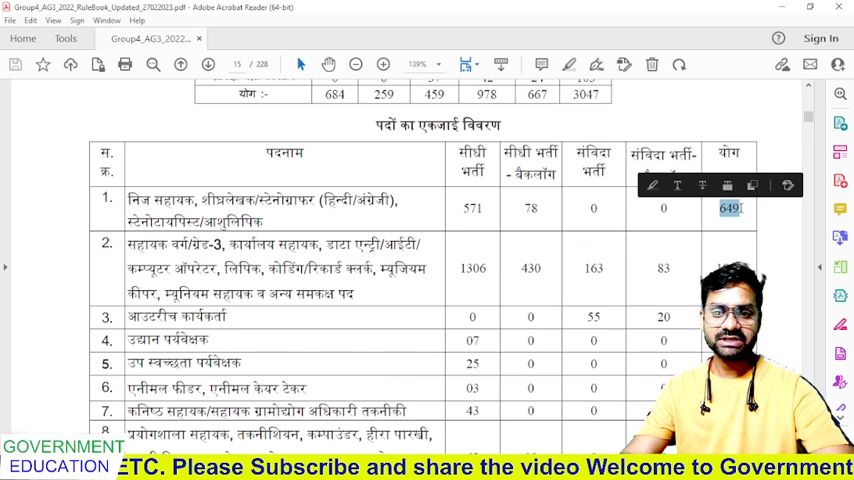 Group4_AG3_2022_RuleBook_Updated_27022023.pdf - Adobe Acrobat Reader (64-bit)
File Edit View Sign Window Help
Home Tools Group4_AG3_2022_... × Sign In
15 / 228 139%
योग :- 684 259 459 978 667 3047
पदों का एकजाई विवरण
स. क्र. पदनाम सीधी भर्ती सीधी भर्ती - बैकलॉग संविदा भर्ती संविदा भर्ती- योग
1. निज सहायक, शीघ्रलेखक/स्टेनोग्राफर (हिन्दी/अंग्रेजी),
स्टेनोटायपिस्ट/आशुलिपिक 571 78 0 0 649
2. सहायक वर्ग/ग्रेड-3, कार्यालय सहायक, डाटा एन्ट्री/आईटी/
कम्प्यूटर ऑपरेटर, लिपिक, कोडिंग/रिकार्ड क्लर्क, म्यूजियम 1306 430 163 83
कीपर, म्यूनियम सहायक व अन्य समकक्ष पद
3. आउटरीच कार्यकर्ता 0 0 55 20
4. उद्यान पर्यवेक्षक 07 0 0 0
5. उप स्वच्छता पर्यवेक्षक 25 0 0 0
6. एनीमल फीडर, एनीमल केयर टेकर 03 0 0 0
7. कनिष्ठ सहायक/सहायक ग्रामोद्योग अधिकारी तकनीकी 43 0 0 0
8 प्रयोगशाला सहायक, तकनीशियन, कम्पाउंडर, हीरा पारखी,
GOVERNMENT
EDUCATION
ETC. Please Subscribe and share the video Welcome to Government